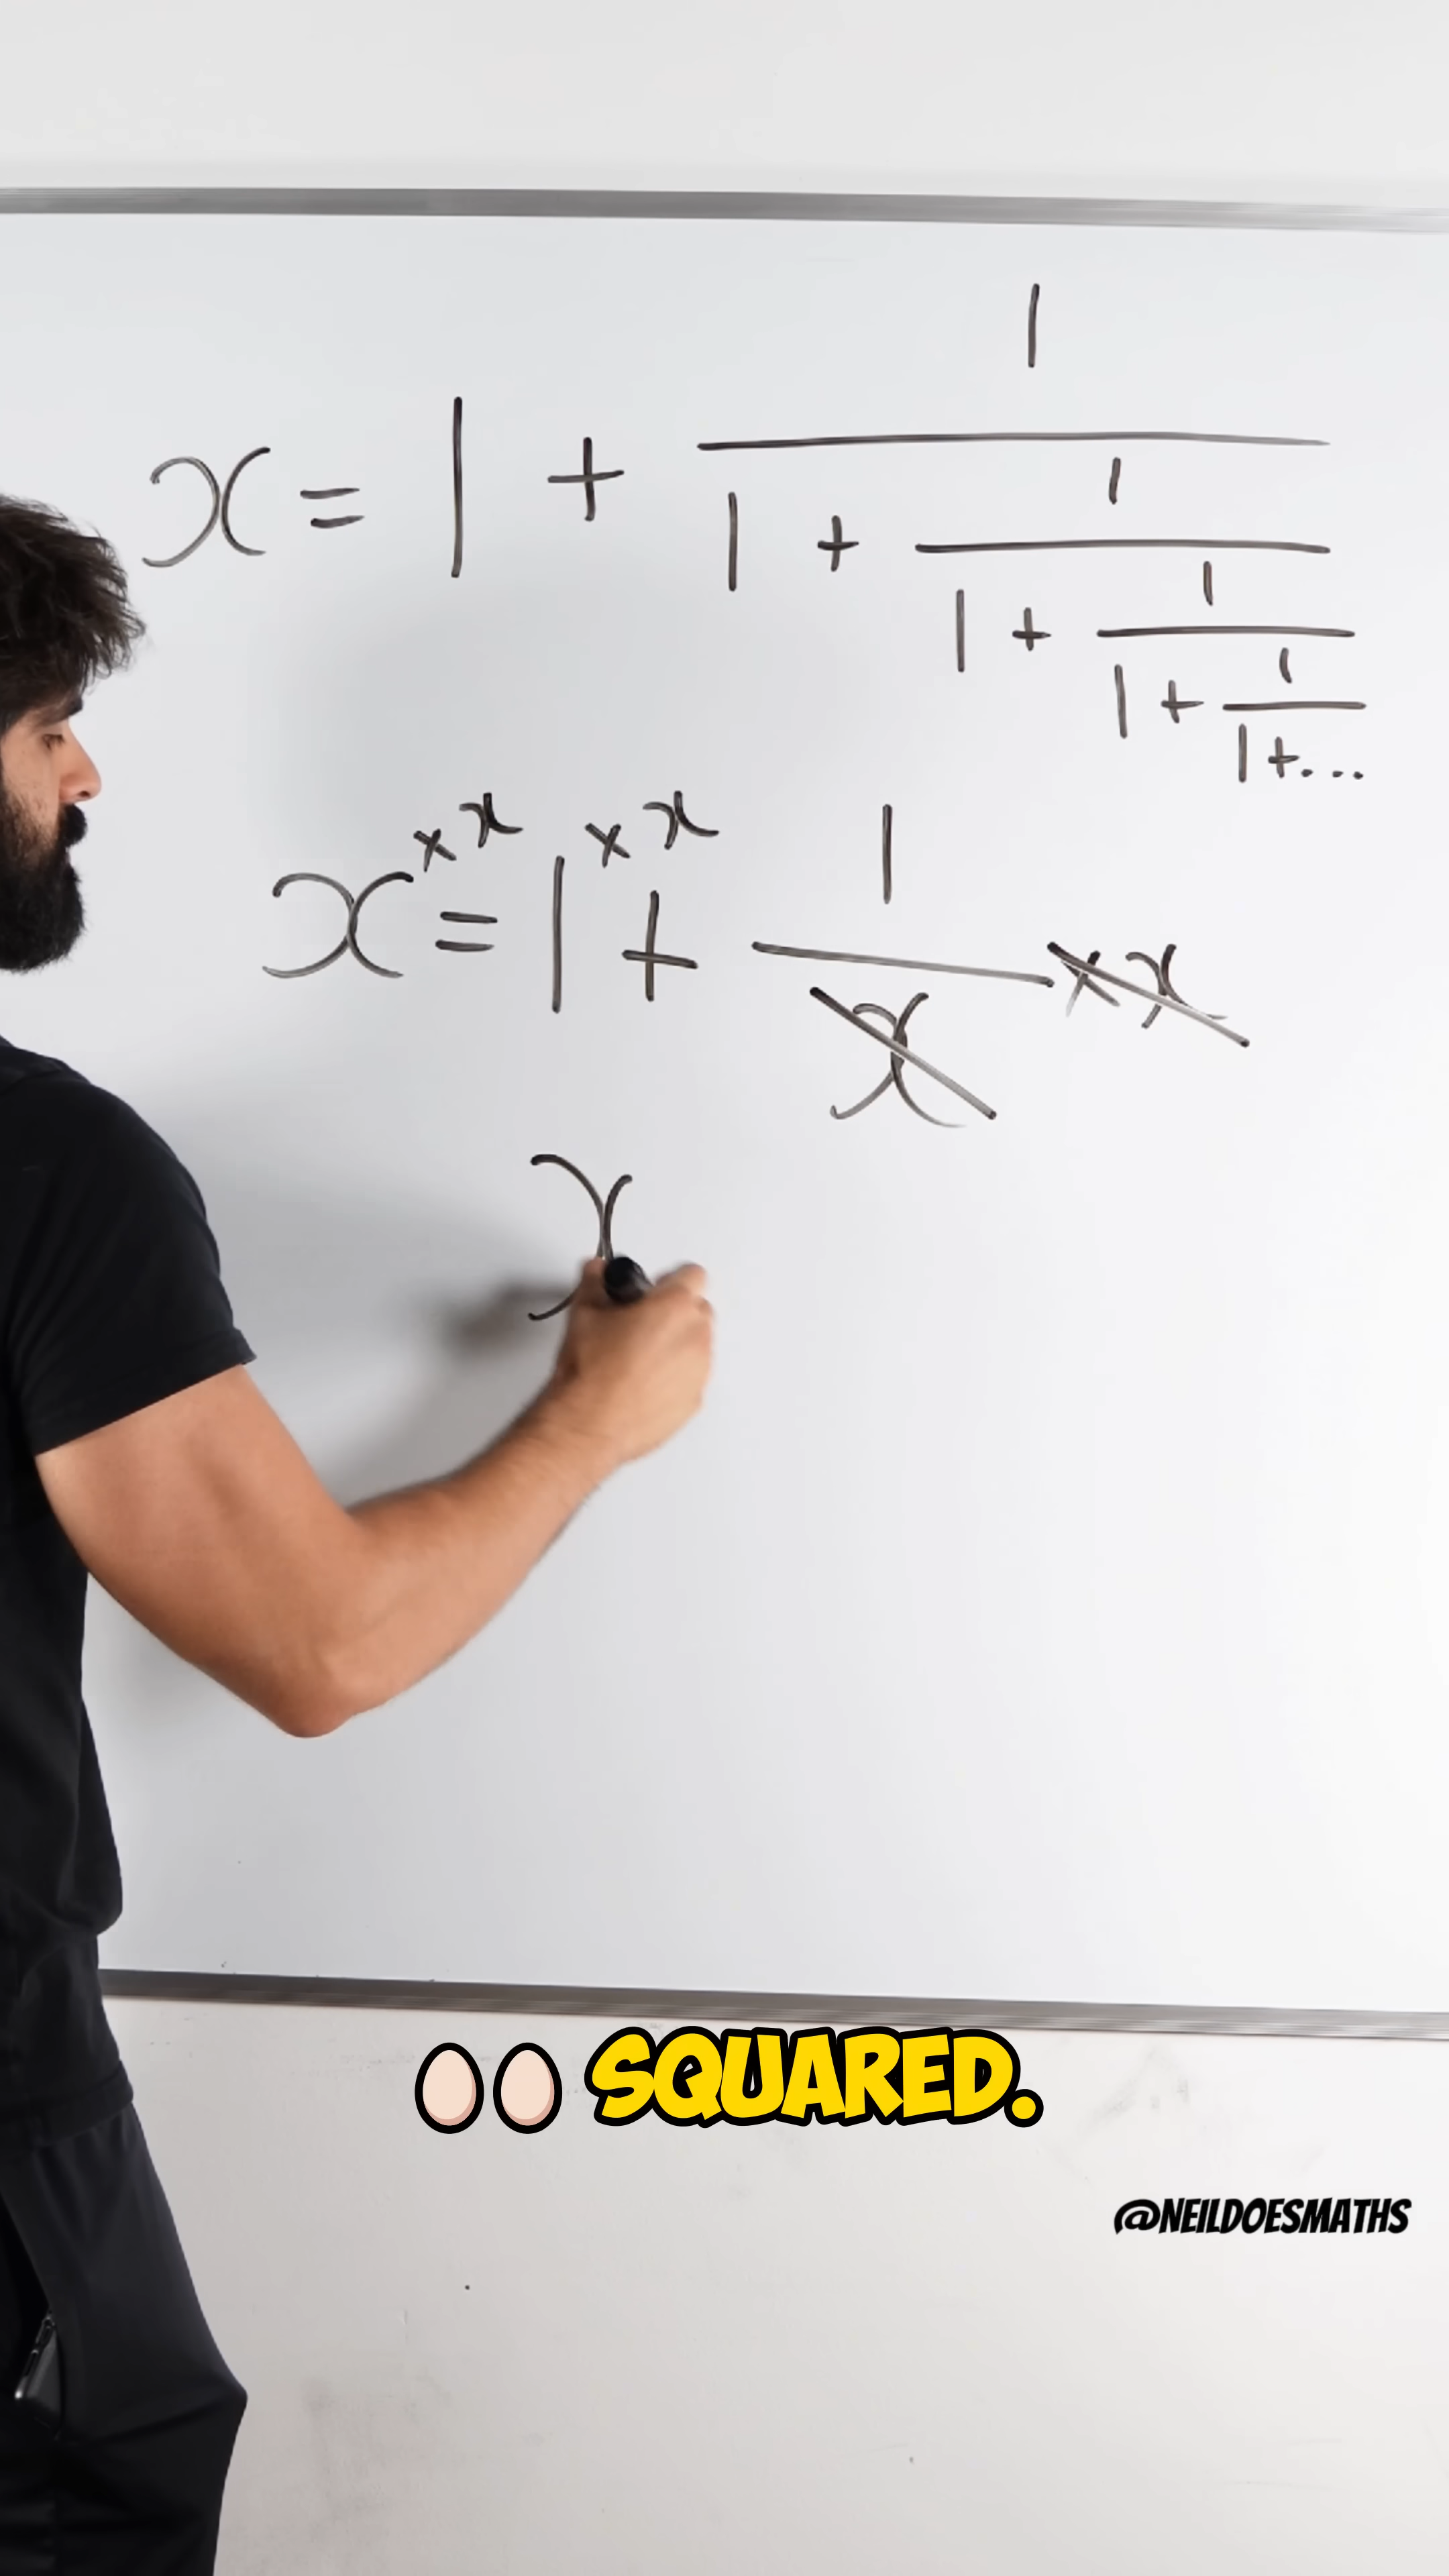 x = 1 + 1
1 + 1
1 + 1
1 + 1
1 + ...
x × x = 1 × x + 1 × x
x
x
🥚🥚 SQUARED.
@NEILDOESMATHS